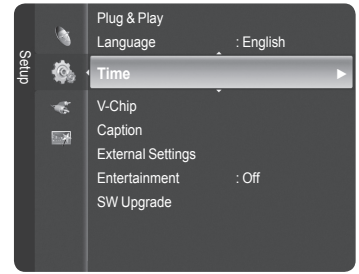 Setup
Plug & Play
Language : English
Time
V-Chip
Caption
External Settings
Entertainment : Off
SW Upgrade